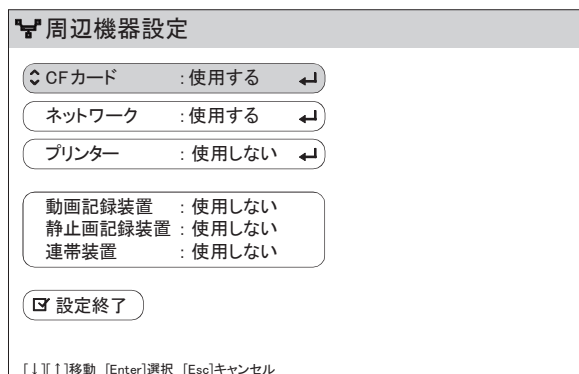 周辺機器設定
CFカード : 使用する
ネットワーク : 使用する
プリンター : 使用しない
動画記録装置 : 使用しない
静止画記録装置 : 使用しない
連帯装置 : 使用しない
設定終了
[↓][↑]移動 [Enter]選択 [Esc]キャンセル